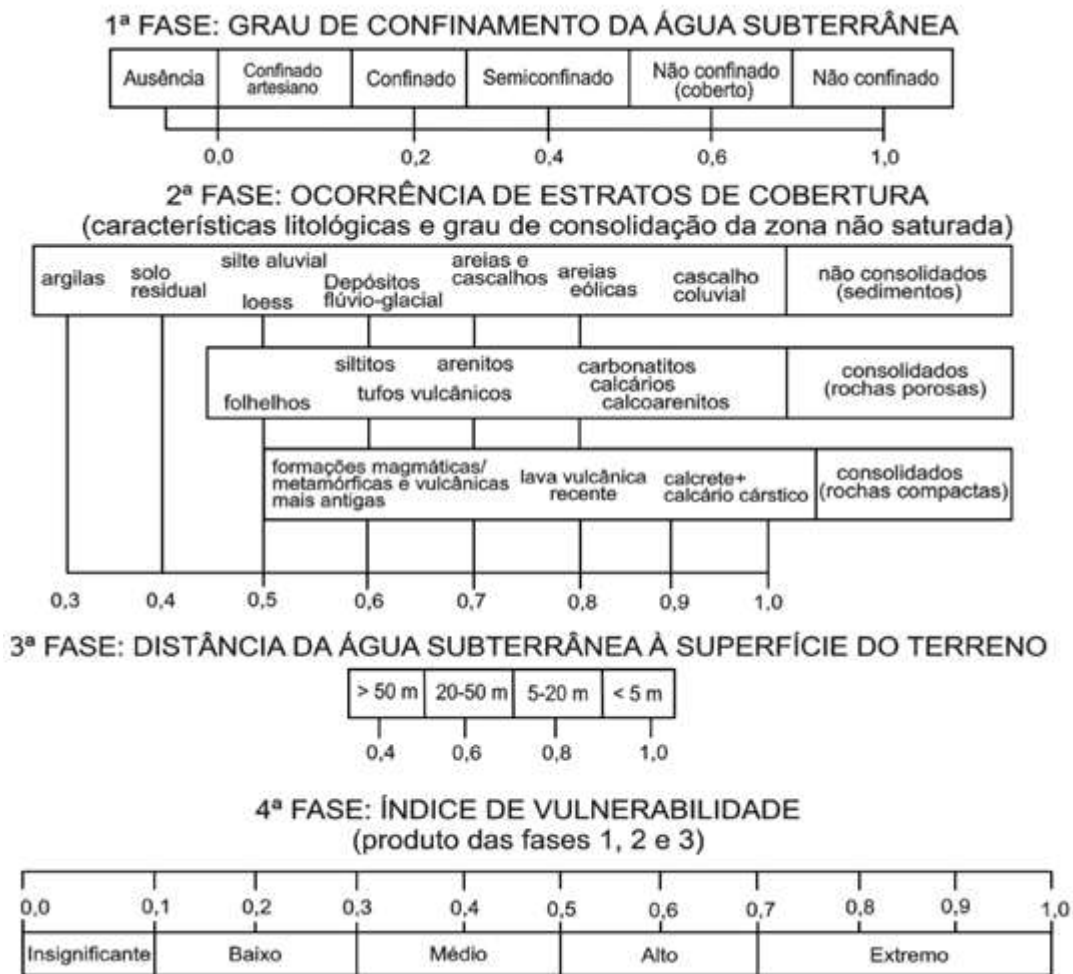 1ª FASE: GRAU DE CONFINAMENTO DA ÁGUA SUBTERRÂNEA
Ausência
Confinado
artesiano
Confinado
Semiconfinado
Não confinado
(coberto)
Não confinado
0,0
0,2
0,4
0,6
1,0
2ª FASE: OCORRÊNCIA DE ESTRATOS DE COBERTURA
(características litológicas e grau de consolidação da zona não saturada)
argilas
solo
residual
silte aluvial
loess
Depósitos
flúvio-glacial
areias e
cascalhos
areias
eólicas
cascalho
coluvial
não consolidados
(sedimentos)
folhelhos
siltitos
tufos vulcânicos
arenitos
carbonatitos
calcários
calcoarenitos
consolidados
(rochas porosas)
formações magmáticas/
metamórficas e vulcânicas
mais antigas
lava vulcânica
recente
calcrete+
calcário cárstico
consolidados
(rochas compactas)
0,3
0,4
0,5
0,6
0,7
0,8
0,9
1,0
3ª FASE: DISTÂNCIA DA ÁGUA SUBTERRÂNEA À SUPERFÍCIE DO TERRENO
> 50 m
20-50 m
5-20 m
< 5 m
0,4
0,6
0,8
1,0
4ª FASE: ÍNDICE DE VULNERABILIDADE
(produto das fases 1, 2 e 3)
0,0
0,1
0,2
0,3
0,4
0,5
0,6
0,7
0,8
0,9
1,0
Insignificante
Baixo
Médio
Alto
Extremo